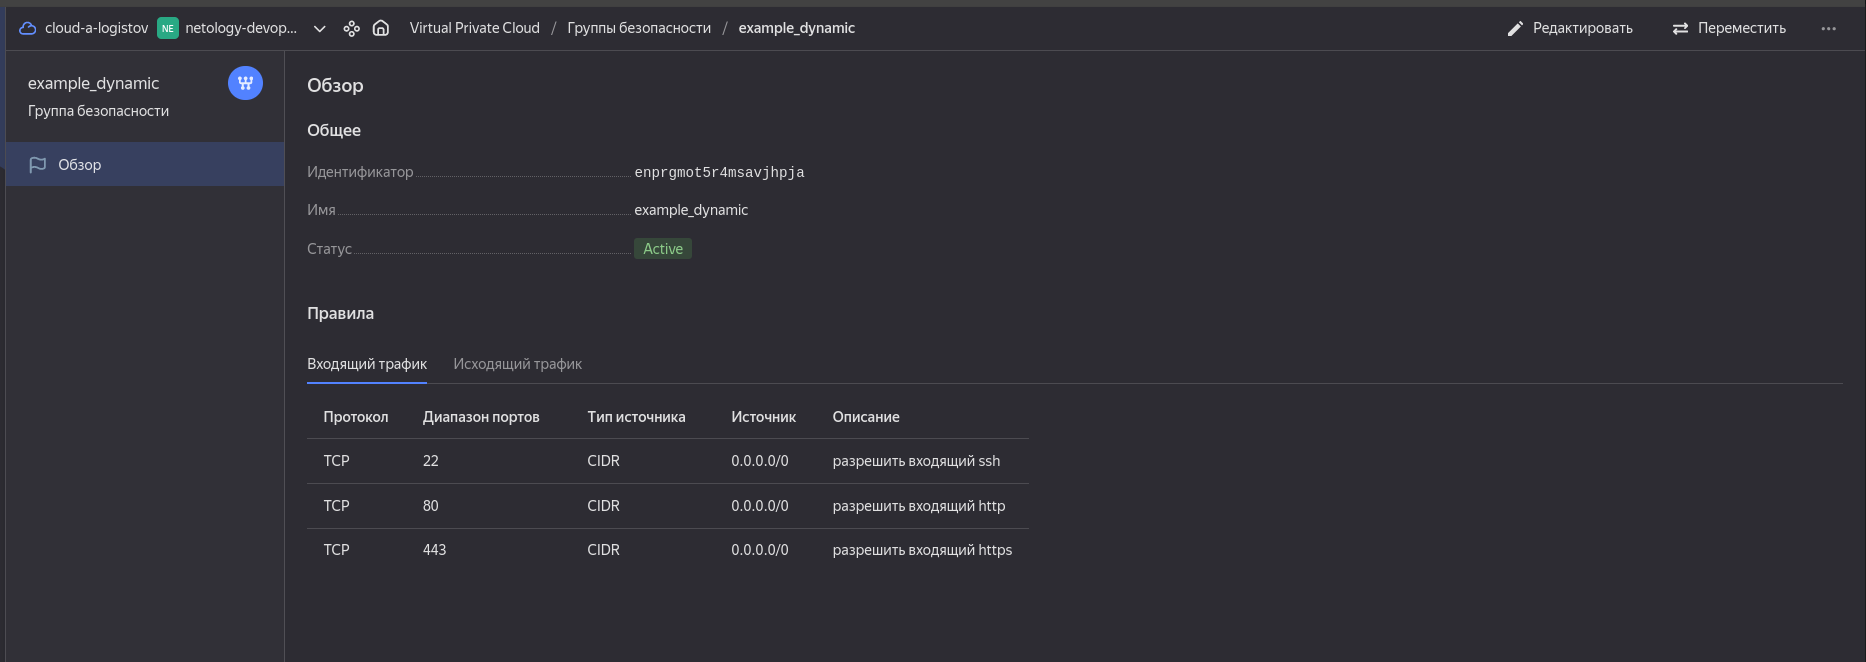 cloud-a-logistov NE netology-devop... Virtual Private Cloud / Группы безопасности / example_dynamic Редактировать Переместить ...
example_dynamic
Группа безопасности
Обзор
Обзор
Общее
Идентификатор enprgmot5r4msavjhpja
Имя example_dynamic
Статус Active
Правила
Входящий трафик Исходящий трафик
Протокол Диапазон портов Тип источника Источник Описание
TCP 22 CIDR 0.0.0.0/0 разрешить входящий ssh
TCP 80 CIDR 0.0.0.0/0 разрешить входящий http
TCP 443 CIDR 0.0.0.0/0 разрешить входящий https